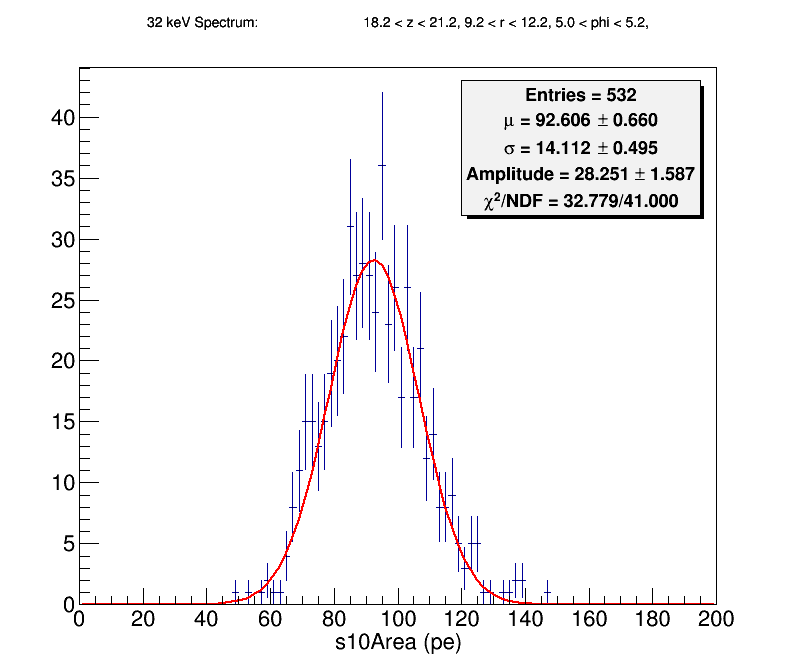 32 keV Spectrum: 18.2 < z < 21.2, 9.2 < r < 12.2, 5.0 < phi < 5.2,
Entries = 532
μ = 92.606 ± 0.660
σ = 14.112 ± 0.495
Amplitude = 28.251 ± 1.587
χ²/NDF = 32.779/41.000
40
35
30
25
20
15
10
5
0
0 20 40 60 80 100 120 140 160 180 200
s10Area (pe)